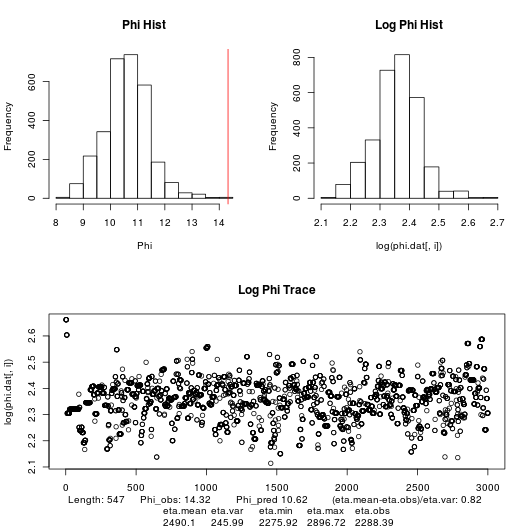 Phi Hist
Log Phi Hist
Frequency
0 200 400 600
8 9 10 11 12 13 14
Phi
Frequency
0 200 400 600 800
2.1 2.2 2.3 2.4 2.5 2.6 2.7
log(phi.dat[, i])
Log Phi Trace
log(phi.dat[, i])
2.1 2.2 2.3 2.4 2.5 2.6
0 500 1000 1500 2000 2500 3000
Length: 547 Phi_obs: 14.32 Phi_pred 10.62 (eta.mean-eta.obs)/eta.var: 0.82
eta.mean eta.var eta.min eta.max eta.obs
2490.1 245.99 2275.92 2896.72 2288.39